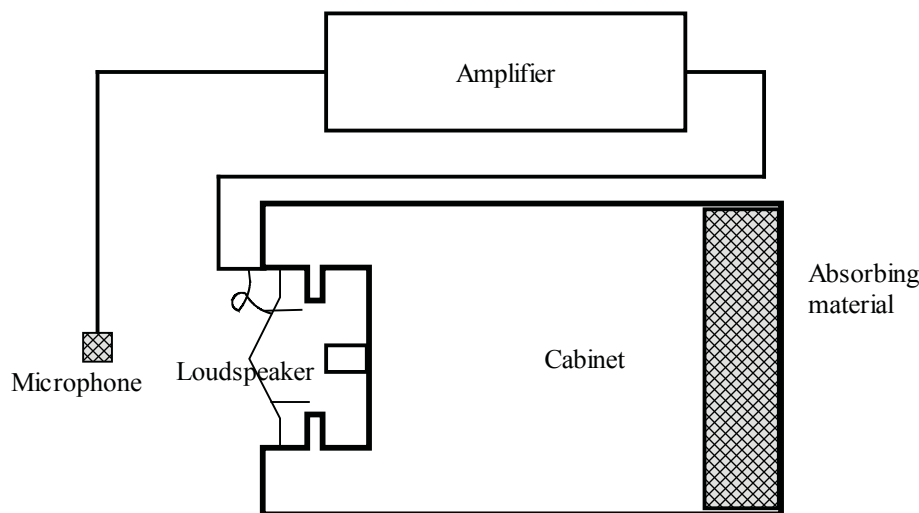 Amplifier
Absorbing
material
Cabinet
Loudspeaker
Microphone